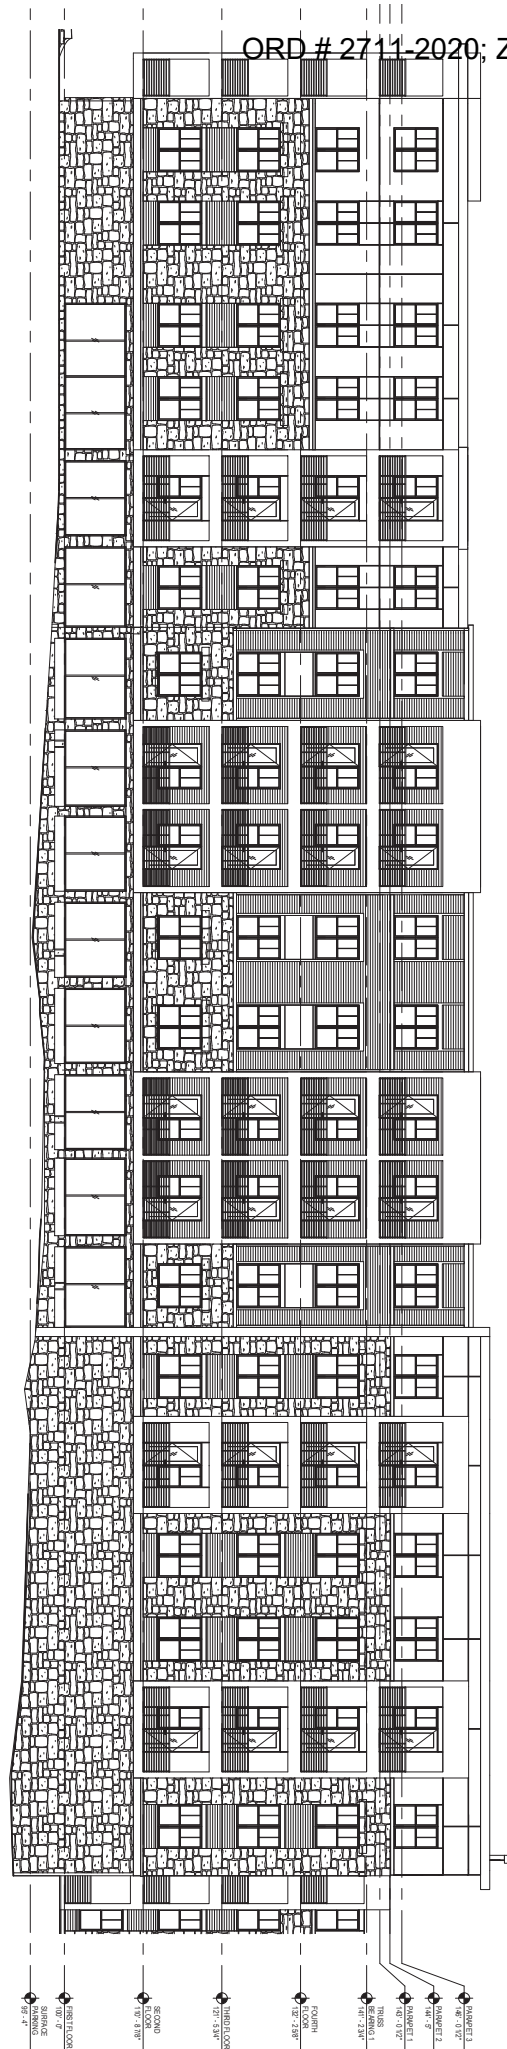 ORD # 2711-2020; Z
PARAPET 3
146' - 0 1/2"
PARAPET 2
144' - 5"
PARAPET 1
143' - 0 1/2"
TRUSS
BEARING 1
141' - 2 3/4"
FOURTH
FLOOR
132' - 2 5/8"
THIRD FLOOR
121' - 5 3/4"
SECOND
FLOOR
110' - 8 7/8"
FIRST FLOOR
100' - 0"
SURFACE
PARKING
95' - 4"